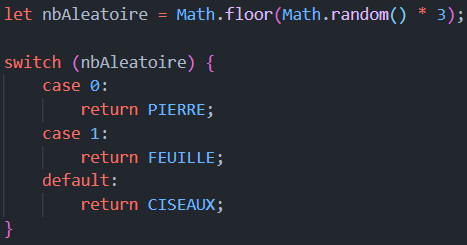 let nbAleatoire = Math.floor(Math.random() * 3);
switch (nbAleatoire) {
case 0:
return PIERRE;
case 1:
return FEUILLE;
default:
return CISEAUX;
}